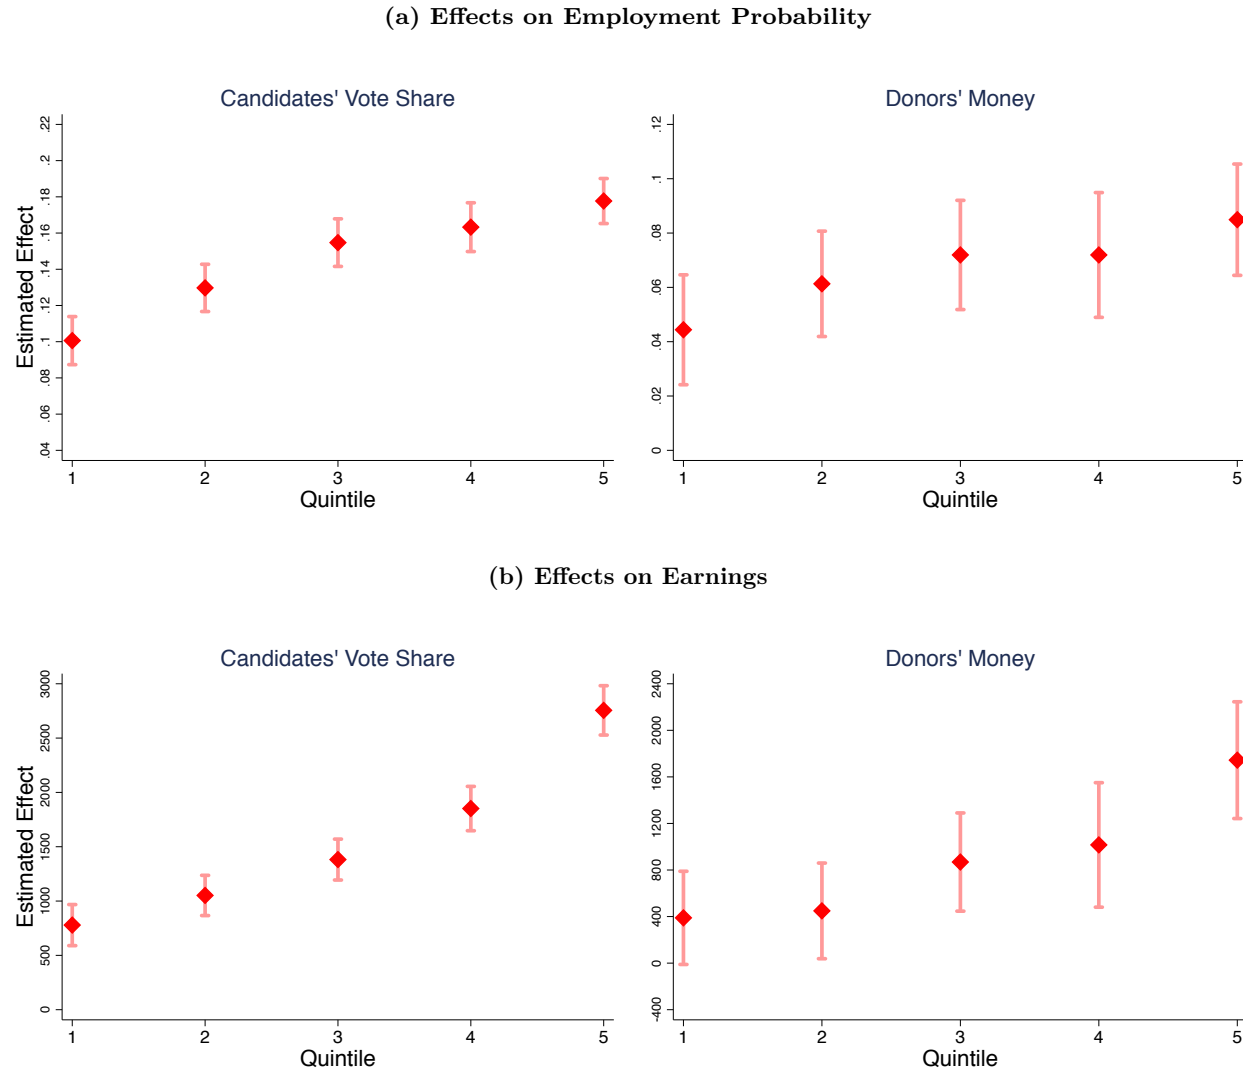 (a) Effects on Employment Probability
Candidates' Vote Share
Estimated Effect
.22
.2
.18
.16
.14
.12
.1
.08
.06
.04
1 2 3 4 5
Quintile
Donors' Money
.12
.1
.08
.06
.04
.02
0
1 2 3 4 5
Quintile
(b) Effects on Earnings
Candidates' Vote Share
Estimated Effect
3000
2500
2000
1500
1000
500
0
1 2 3 4 5
Quintile
Donors' Money
2400
2000
1600
1200
800
400
0
-400
1 2 3 4 5
Quintile